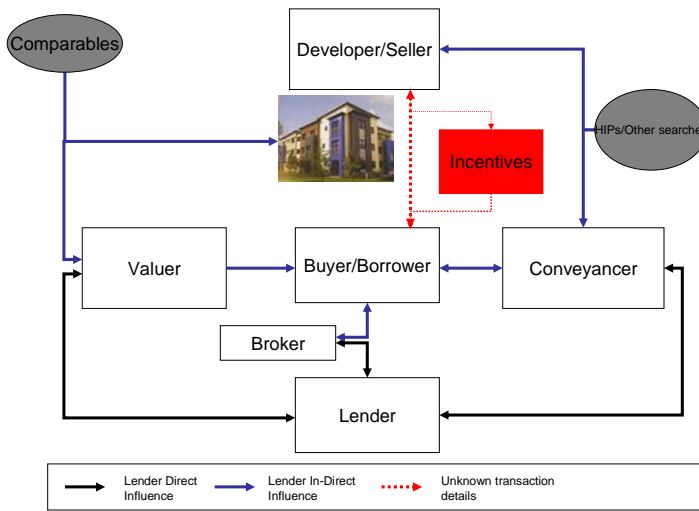 Comparables
Developer/Seller
HIPs/Other searche
Incentives
Valuer
Buyer/Borrower
Conveyancer
Broker
Lender
Lender Direct
Influence
Lender In-Direct
Influence
Unknown transaction
details